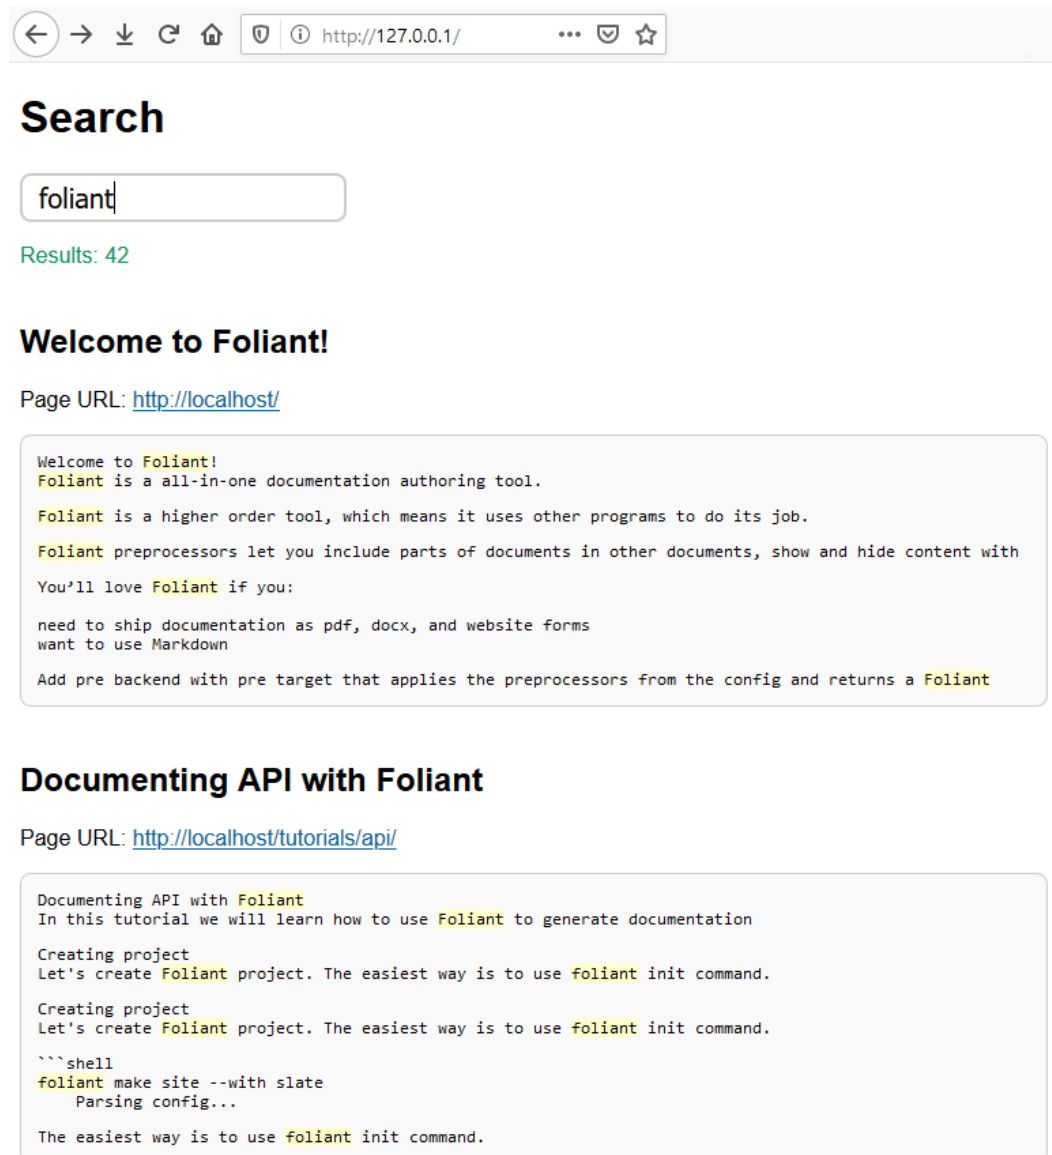 http://127.0.0.1/
Search
foliant
Results: 42
Welcome to Foliant!
Page URL: http://localhost/
Welcome to Foliant!
Foliant is a all-in-one documentation authoring tool.
Foliant is a higher order tool, which means it uses other programs to do its job.
Foliant preprocessors let you include parts of documents in other documents, show and hide content with
You’ll love Foliant if you:
need to ship documentation as pdf, docx, and website forms
want to use Markdown
Add pre backend with pre target that applies the preprocessors from the config and returns a Foliant
Documenting API with Foliant
Page URL: http://localhost/tutorials/api/
Documenting API with Foliant
In this tutorial we will learn how to use Foliant to generate documentation
Creating project
Let's create Foliant project. The easiest way is to use foliant init command.
Creating project
Let's create Foliant project. The easiest way is to use foliant init command.
```shell
foliant make site --with slate
    Parsing config...
The easiest way is to use foliant init command.